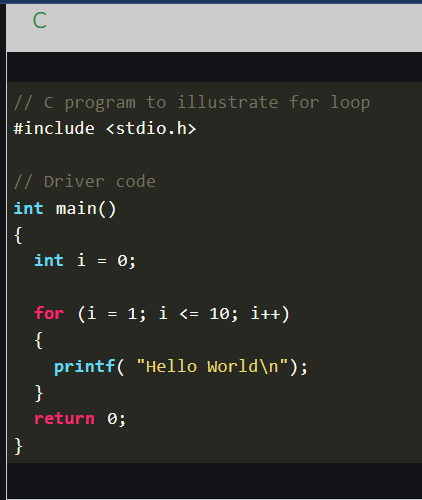 C
// C program to illustrate for loop
#include <stdio.h>
// Driver code
int main()
{
int i = 0;
for (i = 1; i <= 10; i++)
{
printf( "Hello World\n");
}
return 0;
}